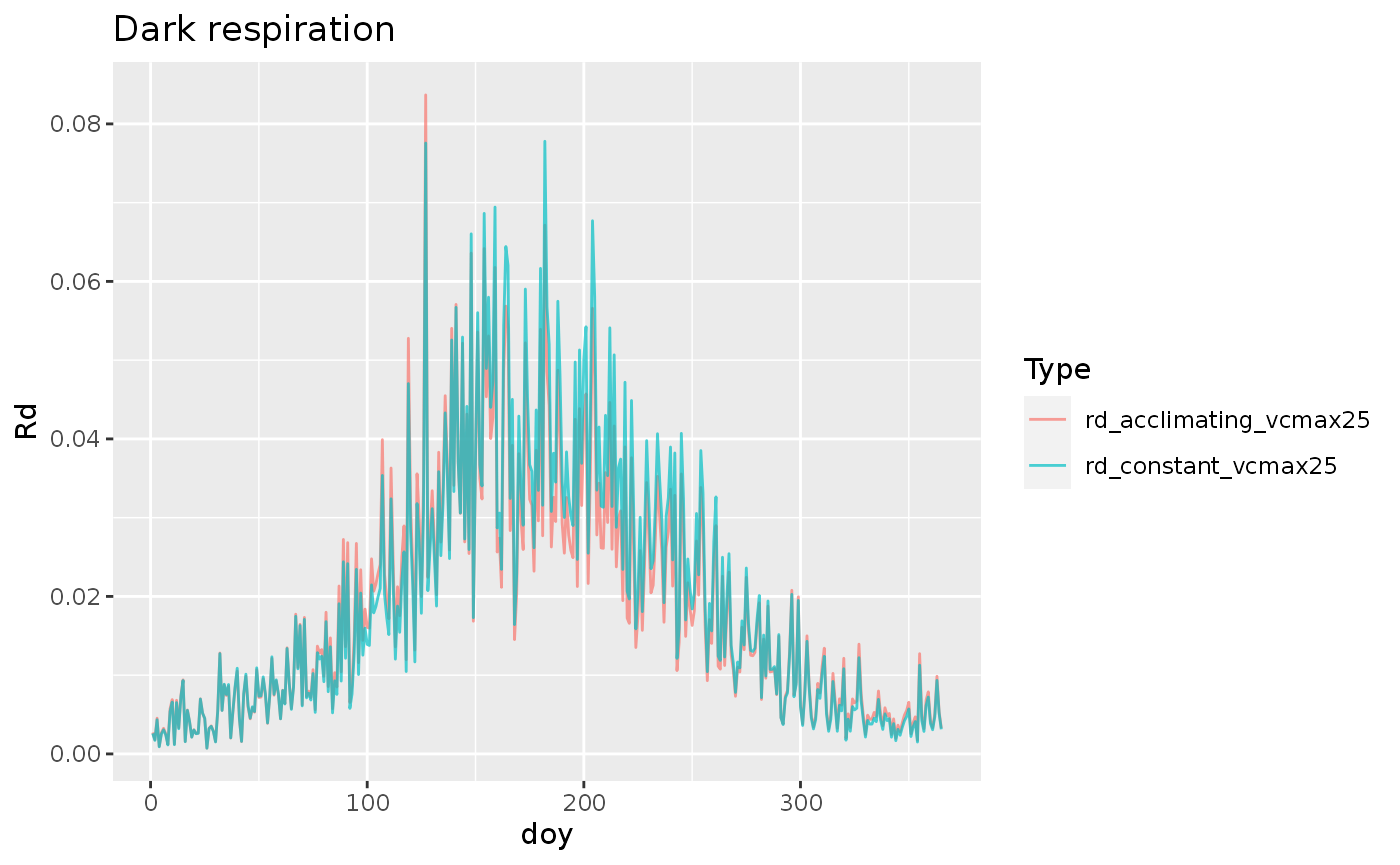 Dark respiration
Rd
0.08
0.06
0.04
0.02
0.00
0
100
200
300
doy
Type
rd_acclimating_vcmax25
rd_constant_vcmax25